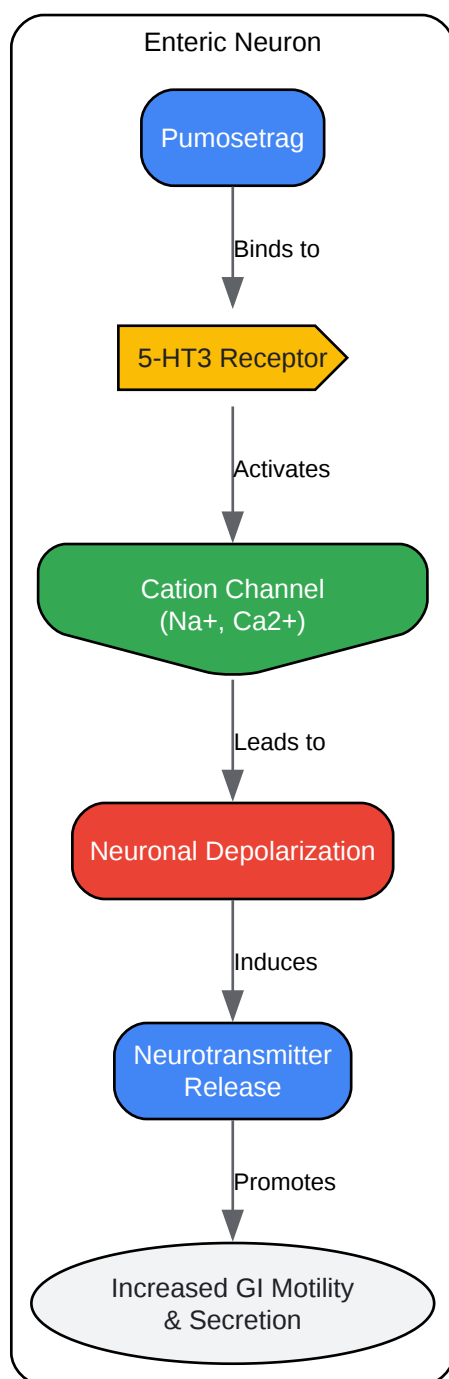 Enteric Neuron
Pumosetrag
Binds to
5-HT3 Receptor
Activates
Cation Channel
(Na+, Ca2+)
Leads to
Neuronal Depolarization
Induces
Neurotransmitter
Release
Promotes
Increased GI Motility
& Secretion